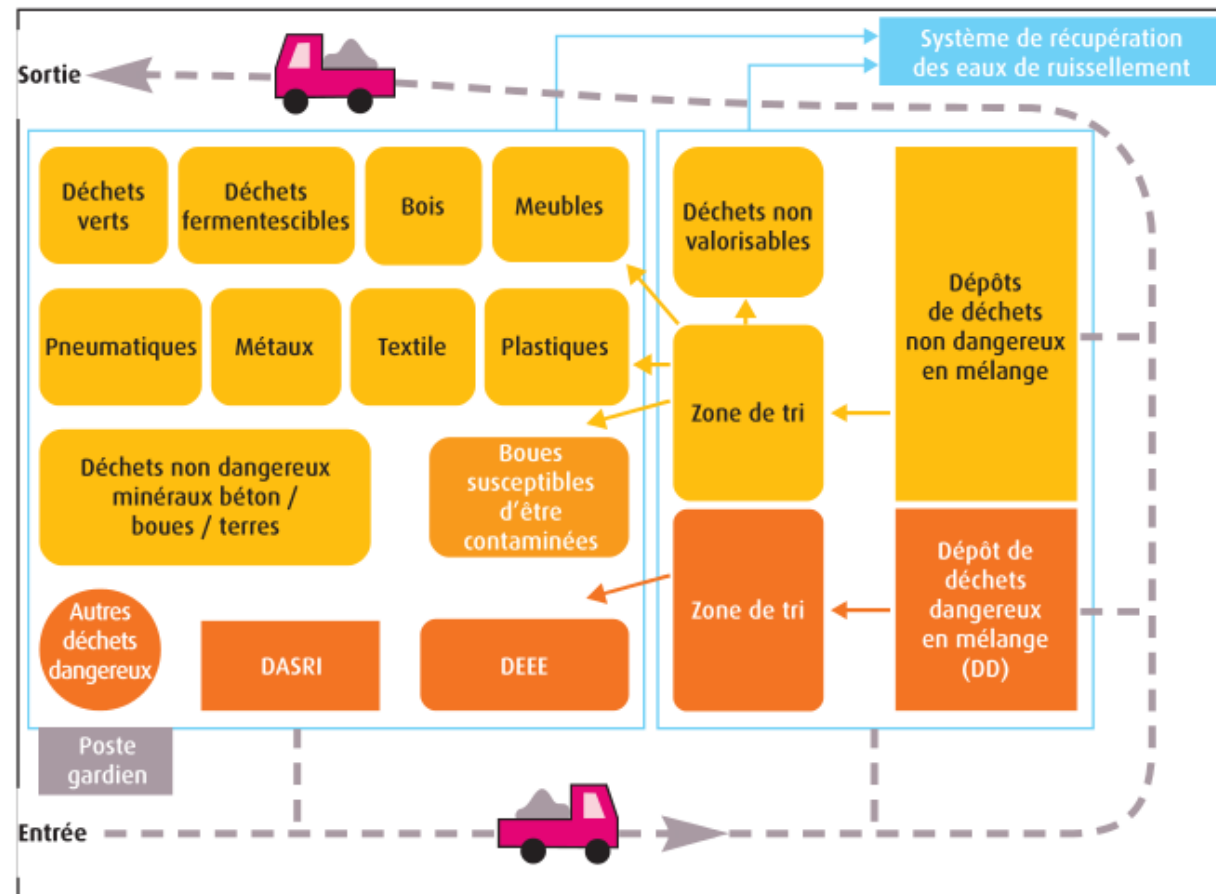 Système de récupération
des eaux de ruissellement
Sortie
Déchets
verts
Déchets
fermentescibles
Bois
Meubles
Déchets non
valorisables
Dépôts
de déchets
non dangereux
en mélange
Pneumatiques
Métaux
Textile
Plastiques
Zone de tri
Déchets non dangereux
minéraux béton /
boues / terres
Boues
susceptibles
d'être
contaminées
Autres
déchets
dangereux
DASRI
DEEE
Zone de tri
Dépôt de
déchets
dangereux
en mélange
(DD)
Poste
gardien
Entrée